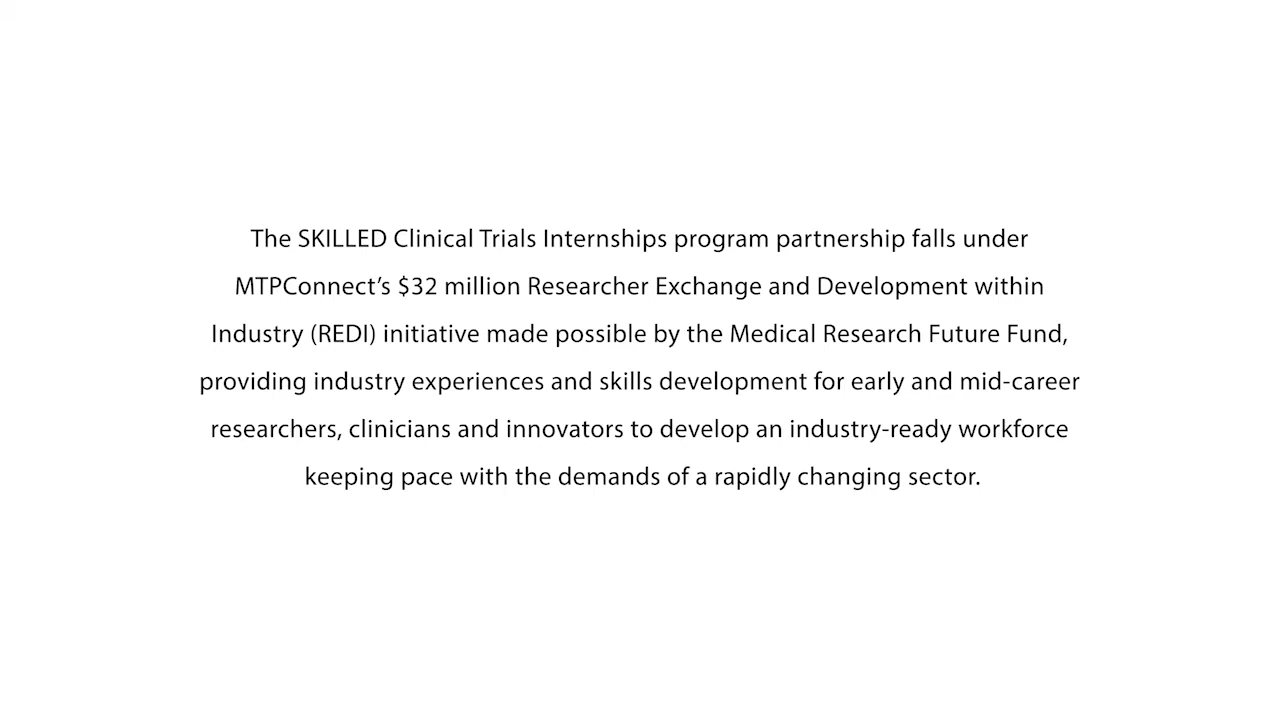 The SKILLED Clinical Trials Internships program partnership falls under
MTPConnect’s $32 million Researcher Exchange and Development within
Industry (REDI) initiative made possible by the Medical Research Future Fund,
providing industry experiences and skills development for early and mid-career
researchers, clinicians and innovators to develop an industry-ready workforce
keeping pace with the demands of a rapidly changing sector.